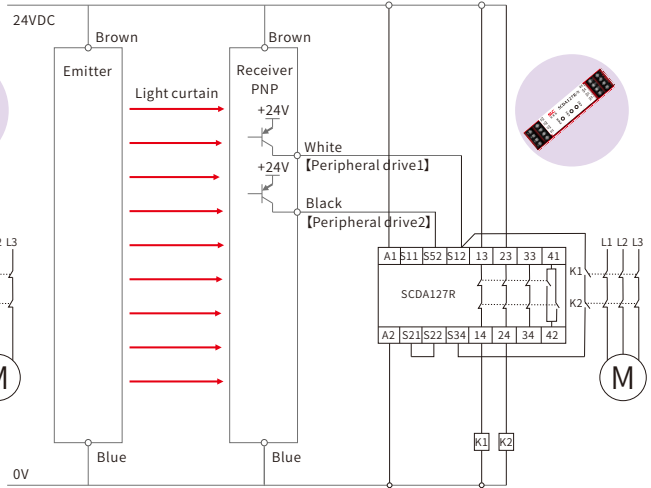 24VDC
Brown
Brown
Emitter
Receiver
PNP
Light curtain
+24V
White
【Peripheral drive1】
+24V
Black
【Peripheral drive2】
SCDA127R
2 L3
L1 L2 L3
A1 S11 S52 S12 13 23 33 41
K1
SCDA127R
K2
A2 S21 S22 S34 14 24 34 42
M
M
K1 K2
Blue
Blue
0V